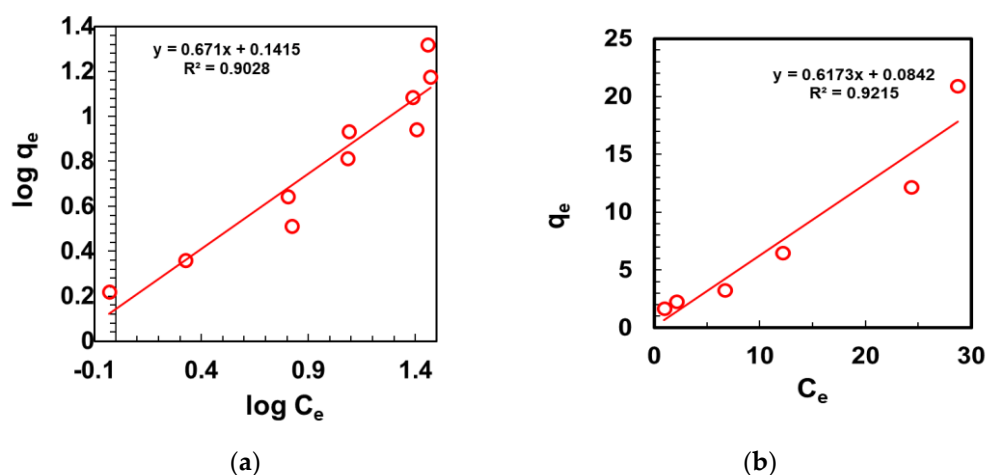 y = 0.671x + 0.1415
R² = 0.9028
1.4
1.2
1
0.8
0.6
0.4
0.2
0
-0.1 0.4 0.9 1.4
log qe
log Ce
(a)
y = 0.6173x + 0.0842
R² = 0.9215
25
20
15
10
5
0
0 10 20 30
qe
Ce
(b)